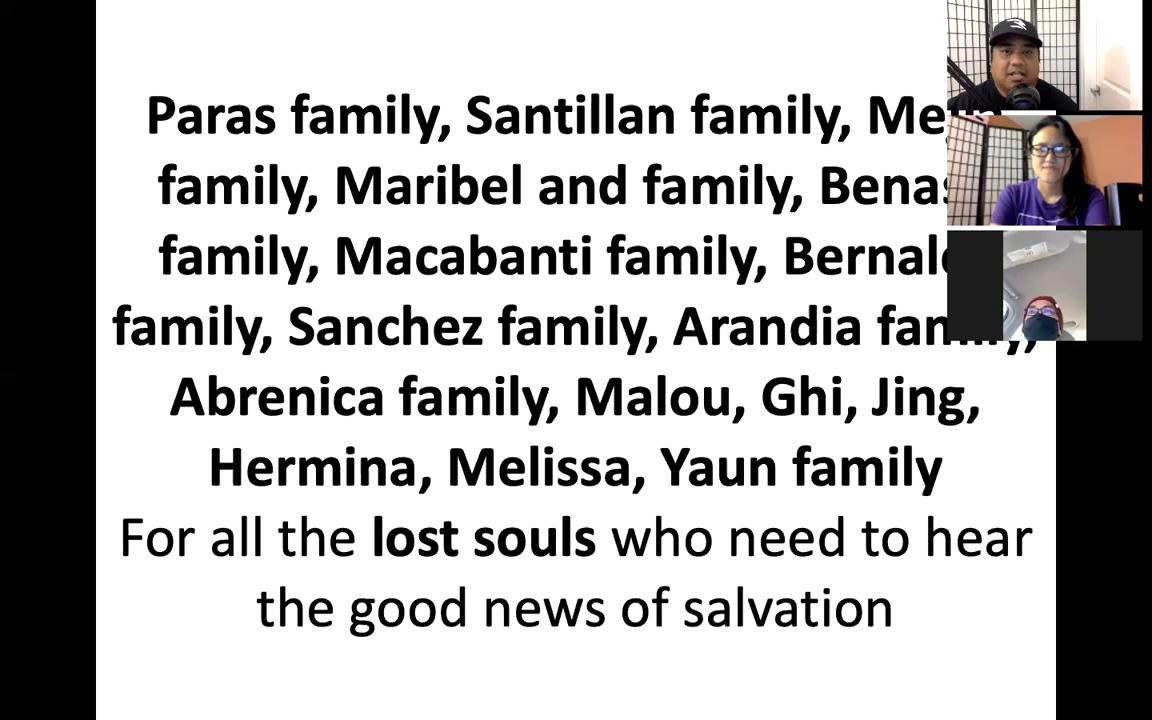 Paras family, Santillan family,
family, Maribel and family,
family, Macabanti family,
family, Sanchez family, Arandia family,
Abrenica family, Malou, Ghi, Jing,
Hermina, Melissa, Yaun family
For all the lost souls who need to hear
the good news of salvation